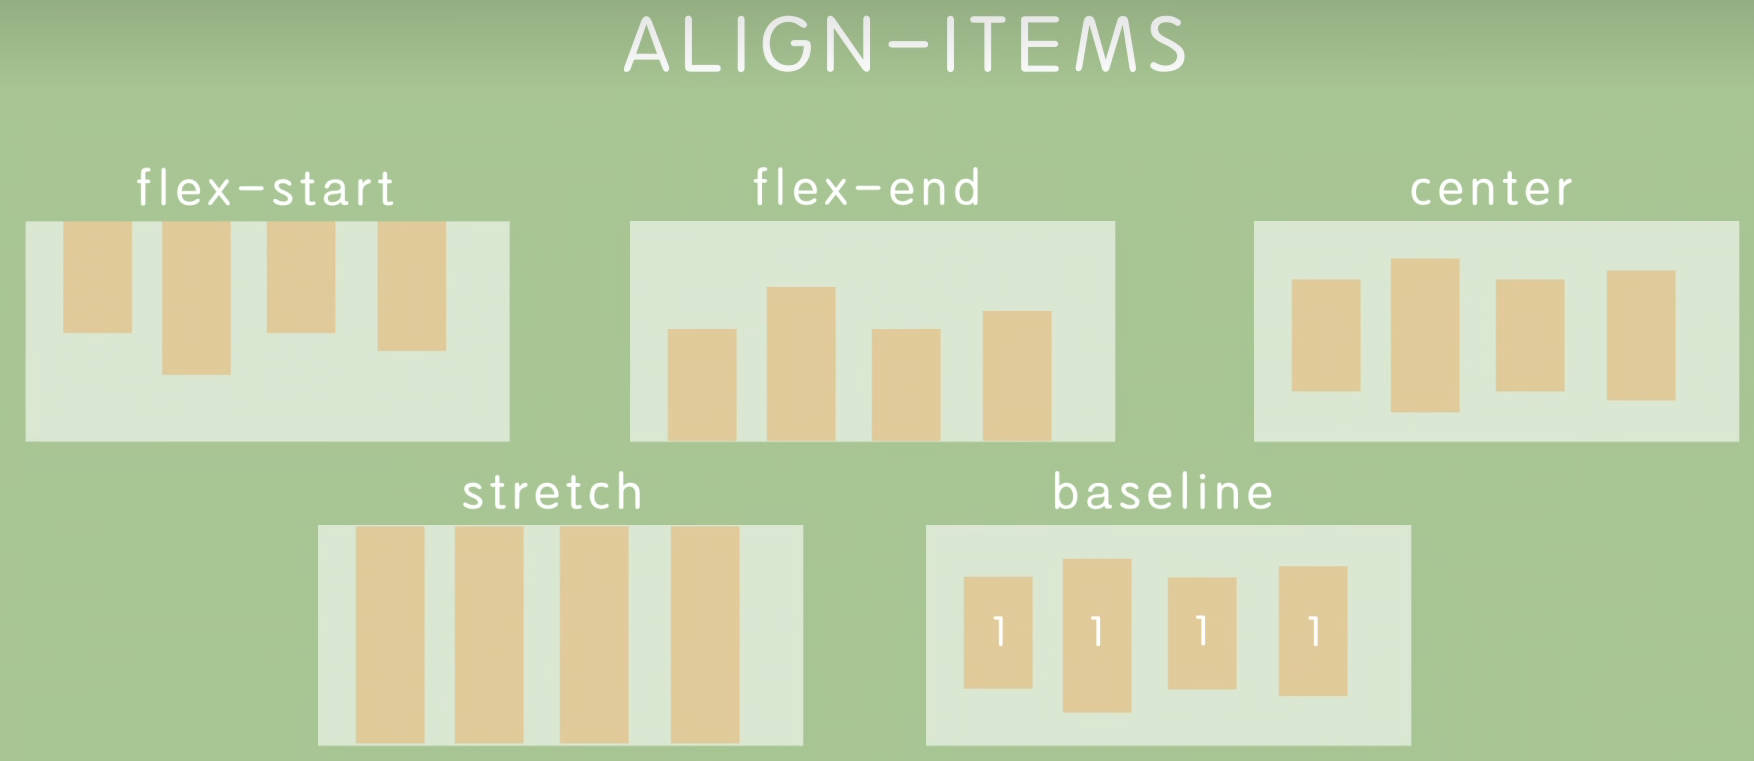 ALIGN-ITEMS
flex-start
flex-end
center
stretch
baseline
1
1
1
1